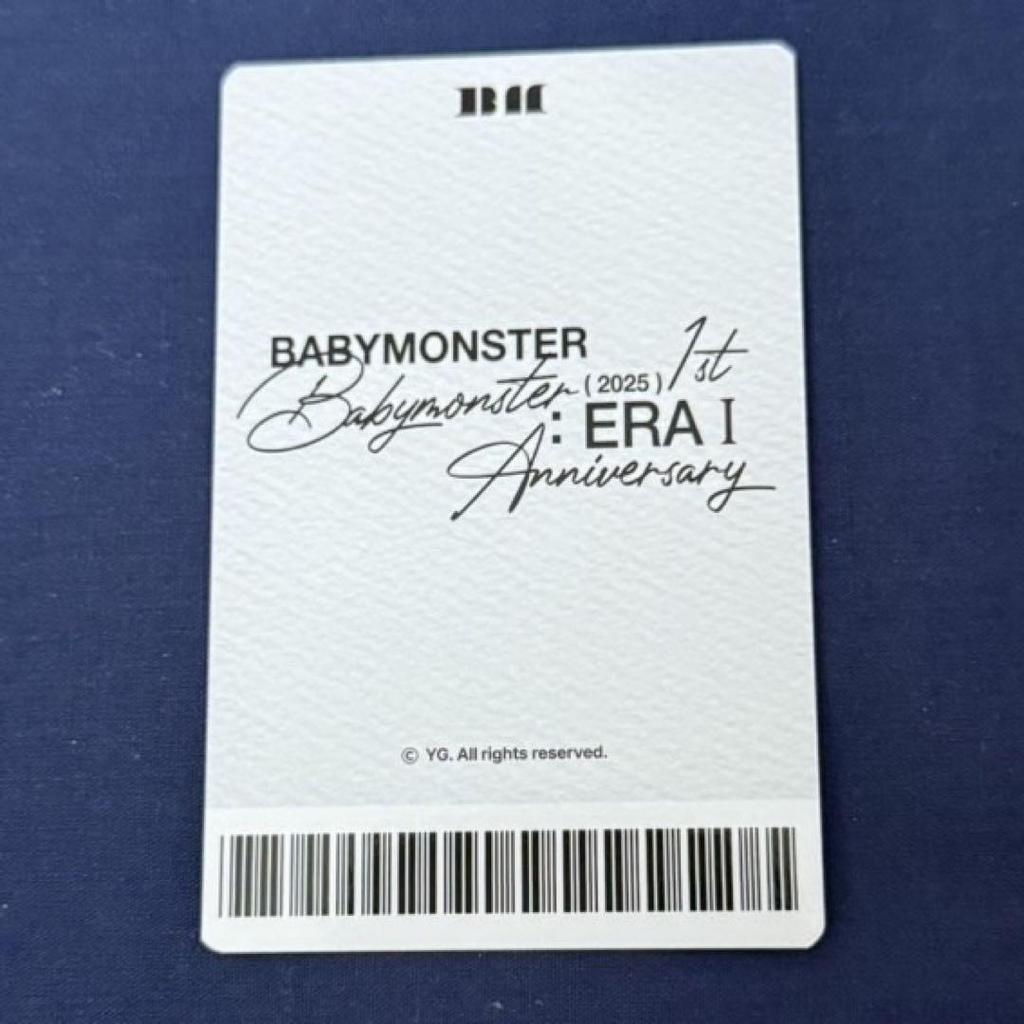 BM
BABYMONSTER
Babymonster (2025) 1st
: ERA I
Anniversary
© YG. All rights reserved.